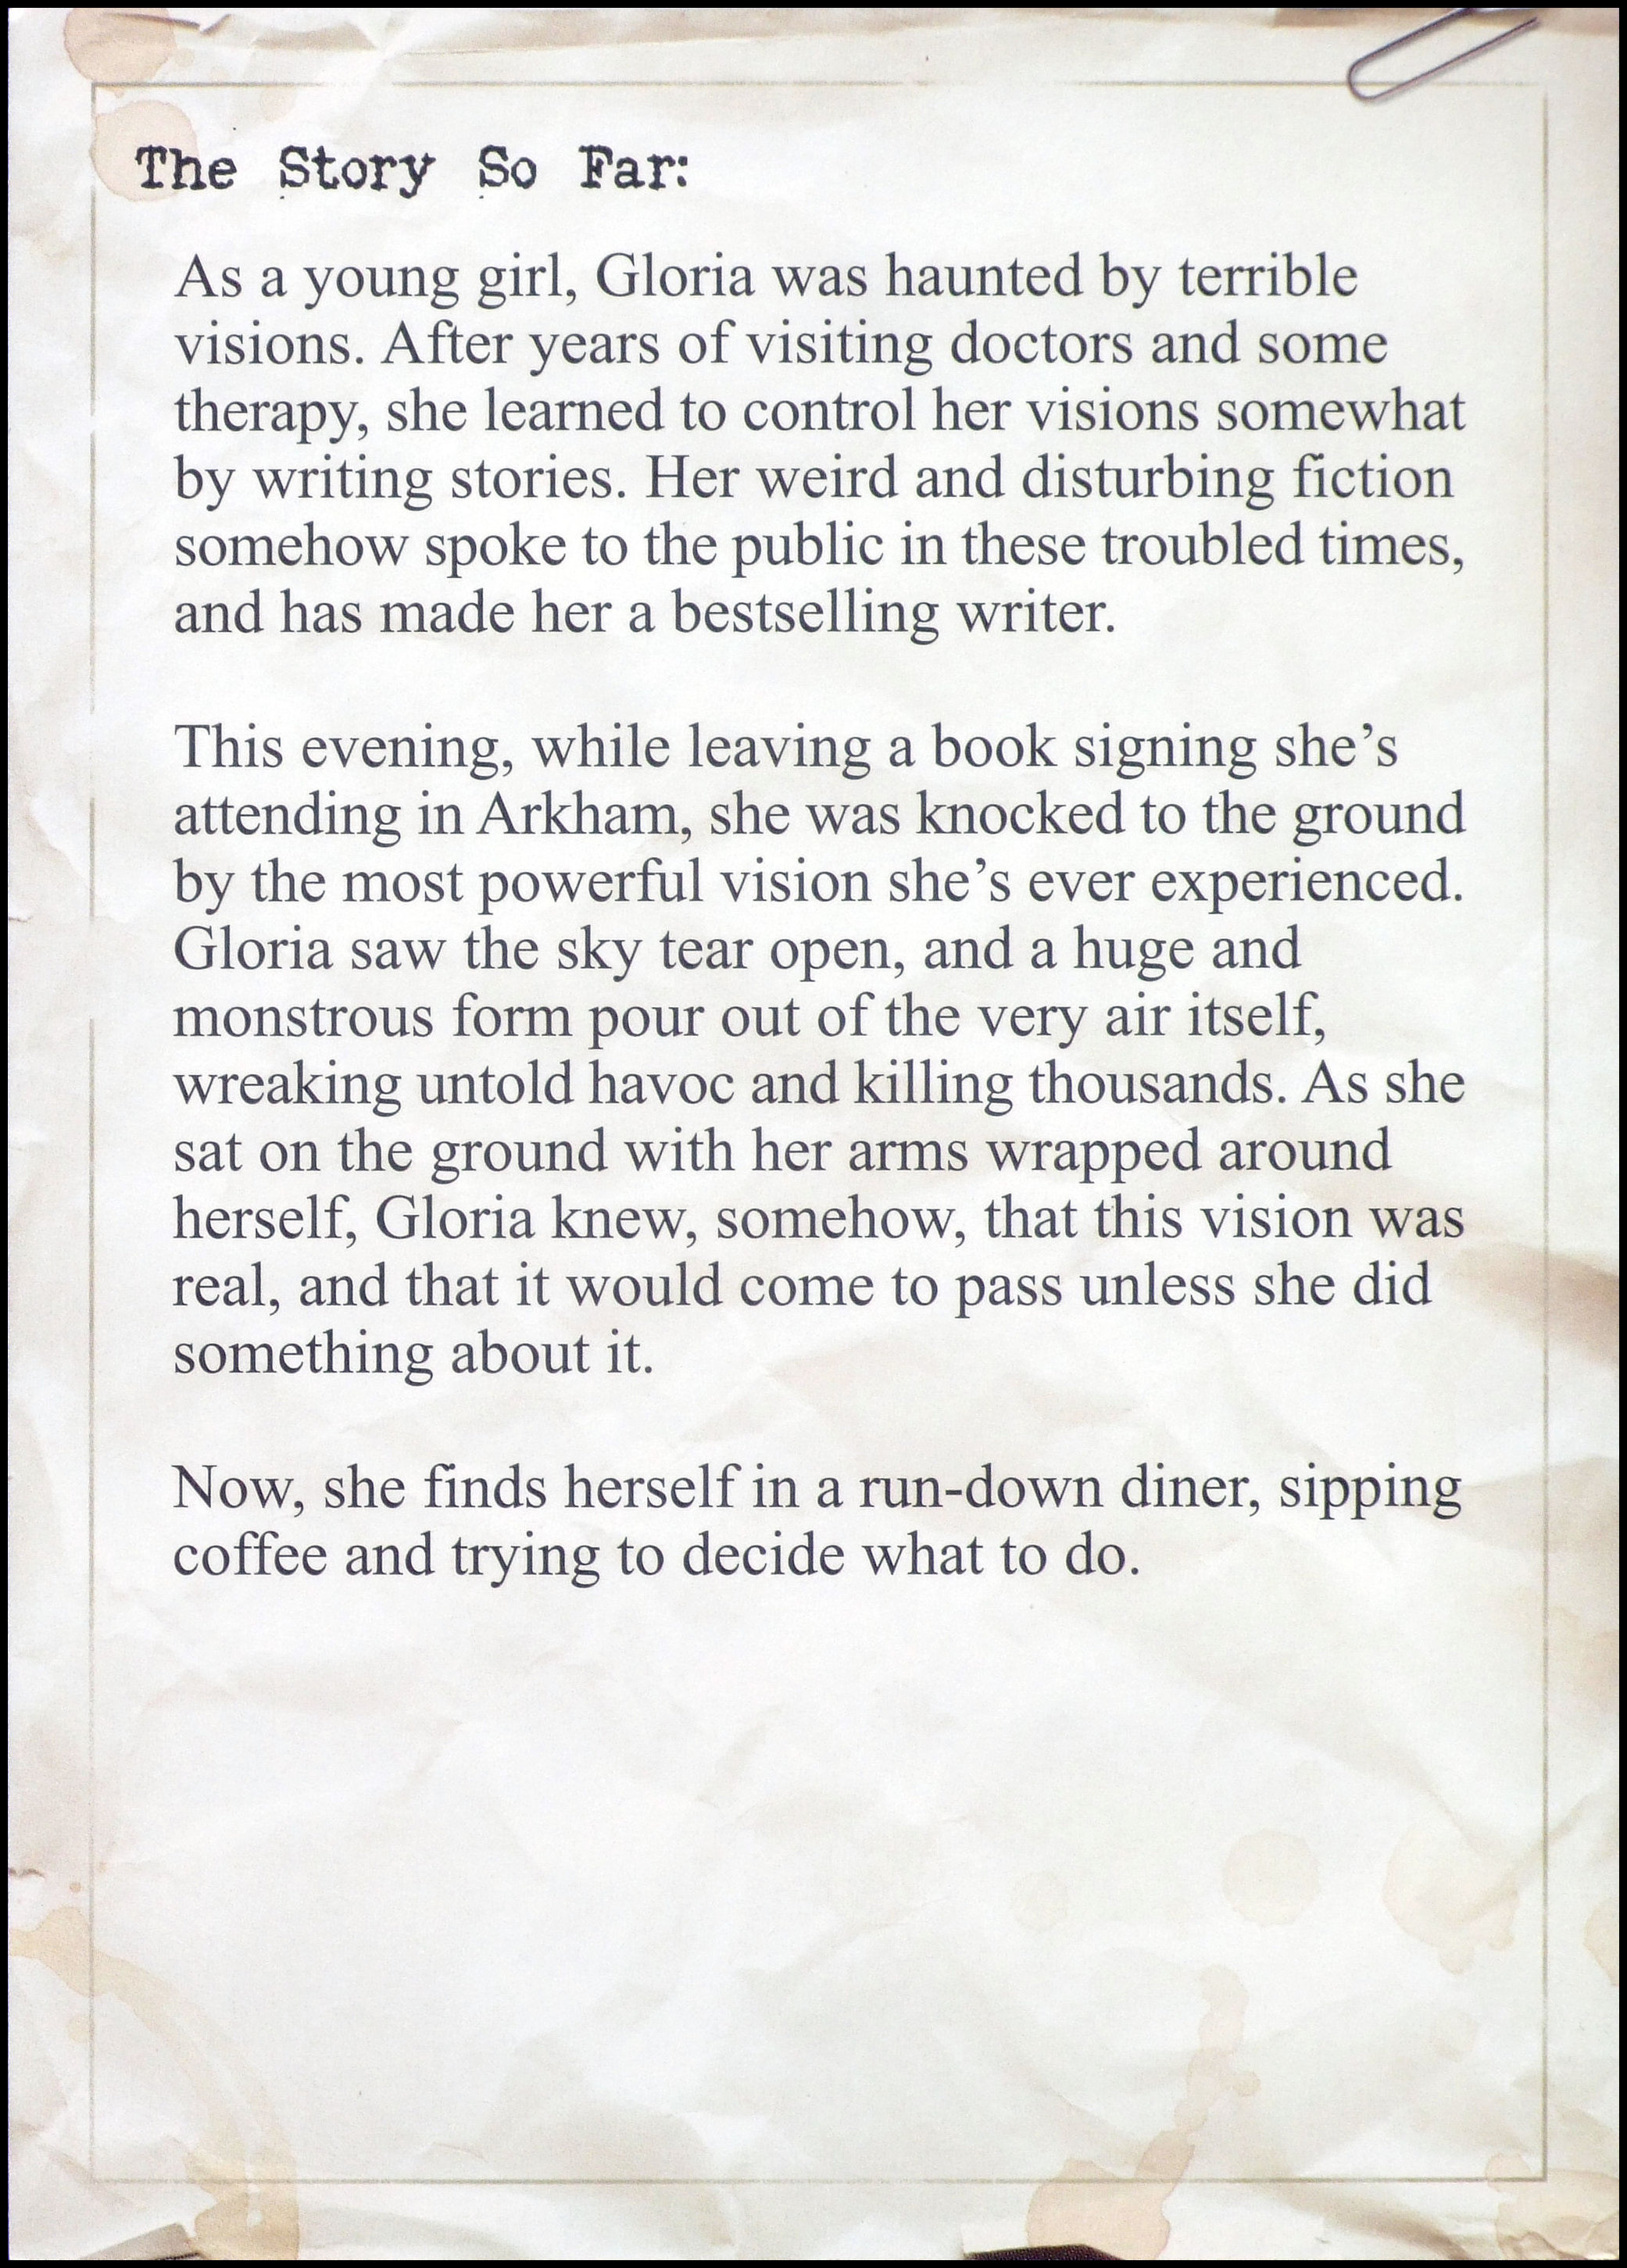 The Story So Far:
As a young girl, Gloria was haunted by terrible
visions. After years of visiting doctors and some
therapy, she learned to control her visions somewhat
by writing stories. Her weird and disturbing fiction
somehow spoke to the public in these troubled times,
and has made her a bestselling writer.
This evening, while leaving a book signing she’s
attending in Arkham, she was knocked to the ground
by the most powerful vision she’s ever experienced.
Gloria saw the sky tear open, and a huge and
monstrous form pour out of the very air itself,
wreaking untold havoc and killing thousands. As she
sat on the ground with her arms wrapped around
herself, Gloria knew, somehow, that this vision was
real, and that it would come to pass unless she did
something about it.
Now, she finds herself in a run-down diner, sipping
coffee and trying to decide what to do.